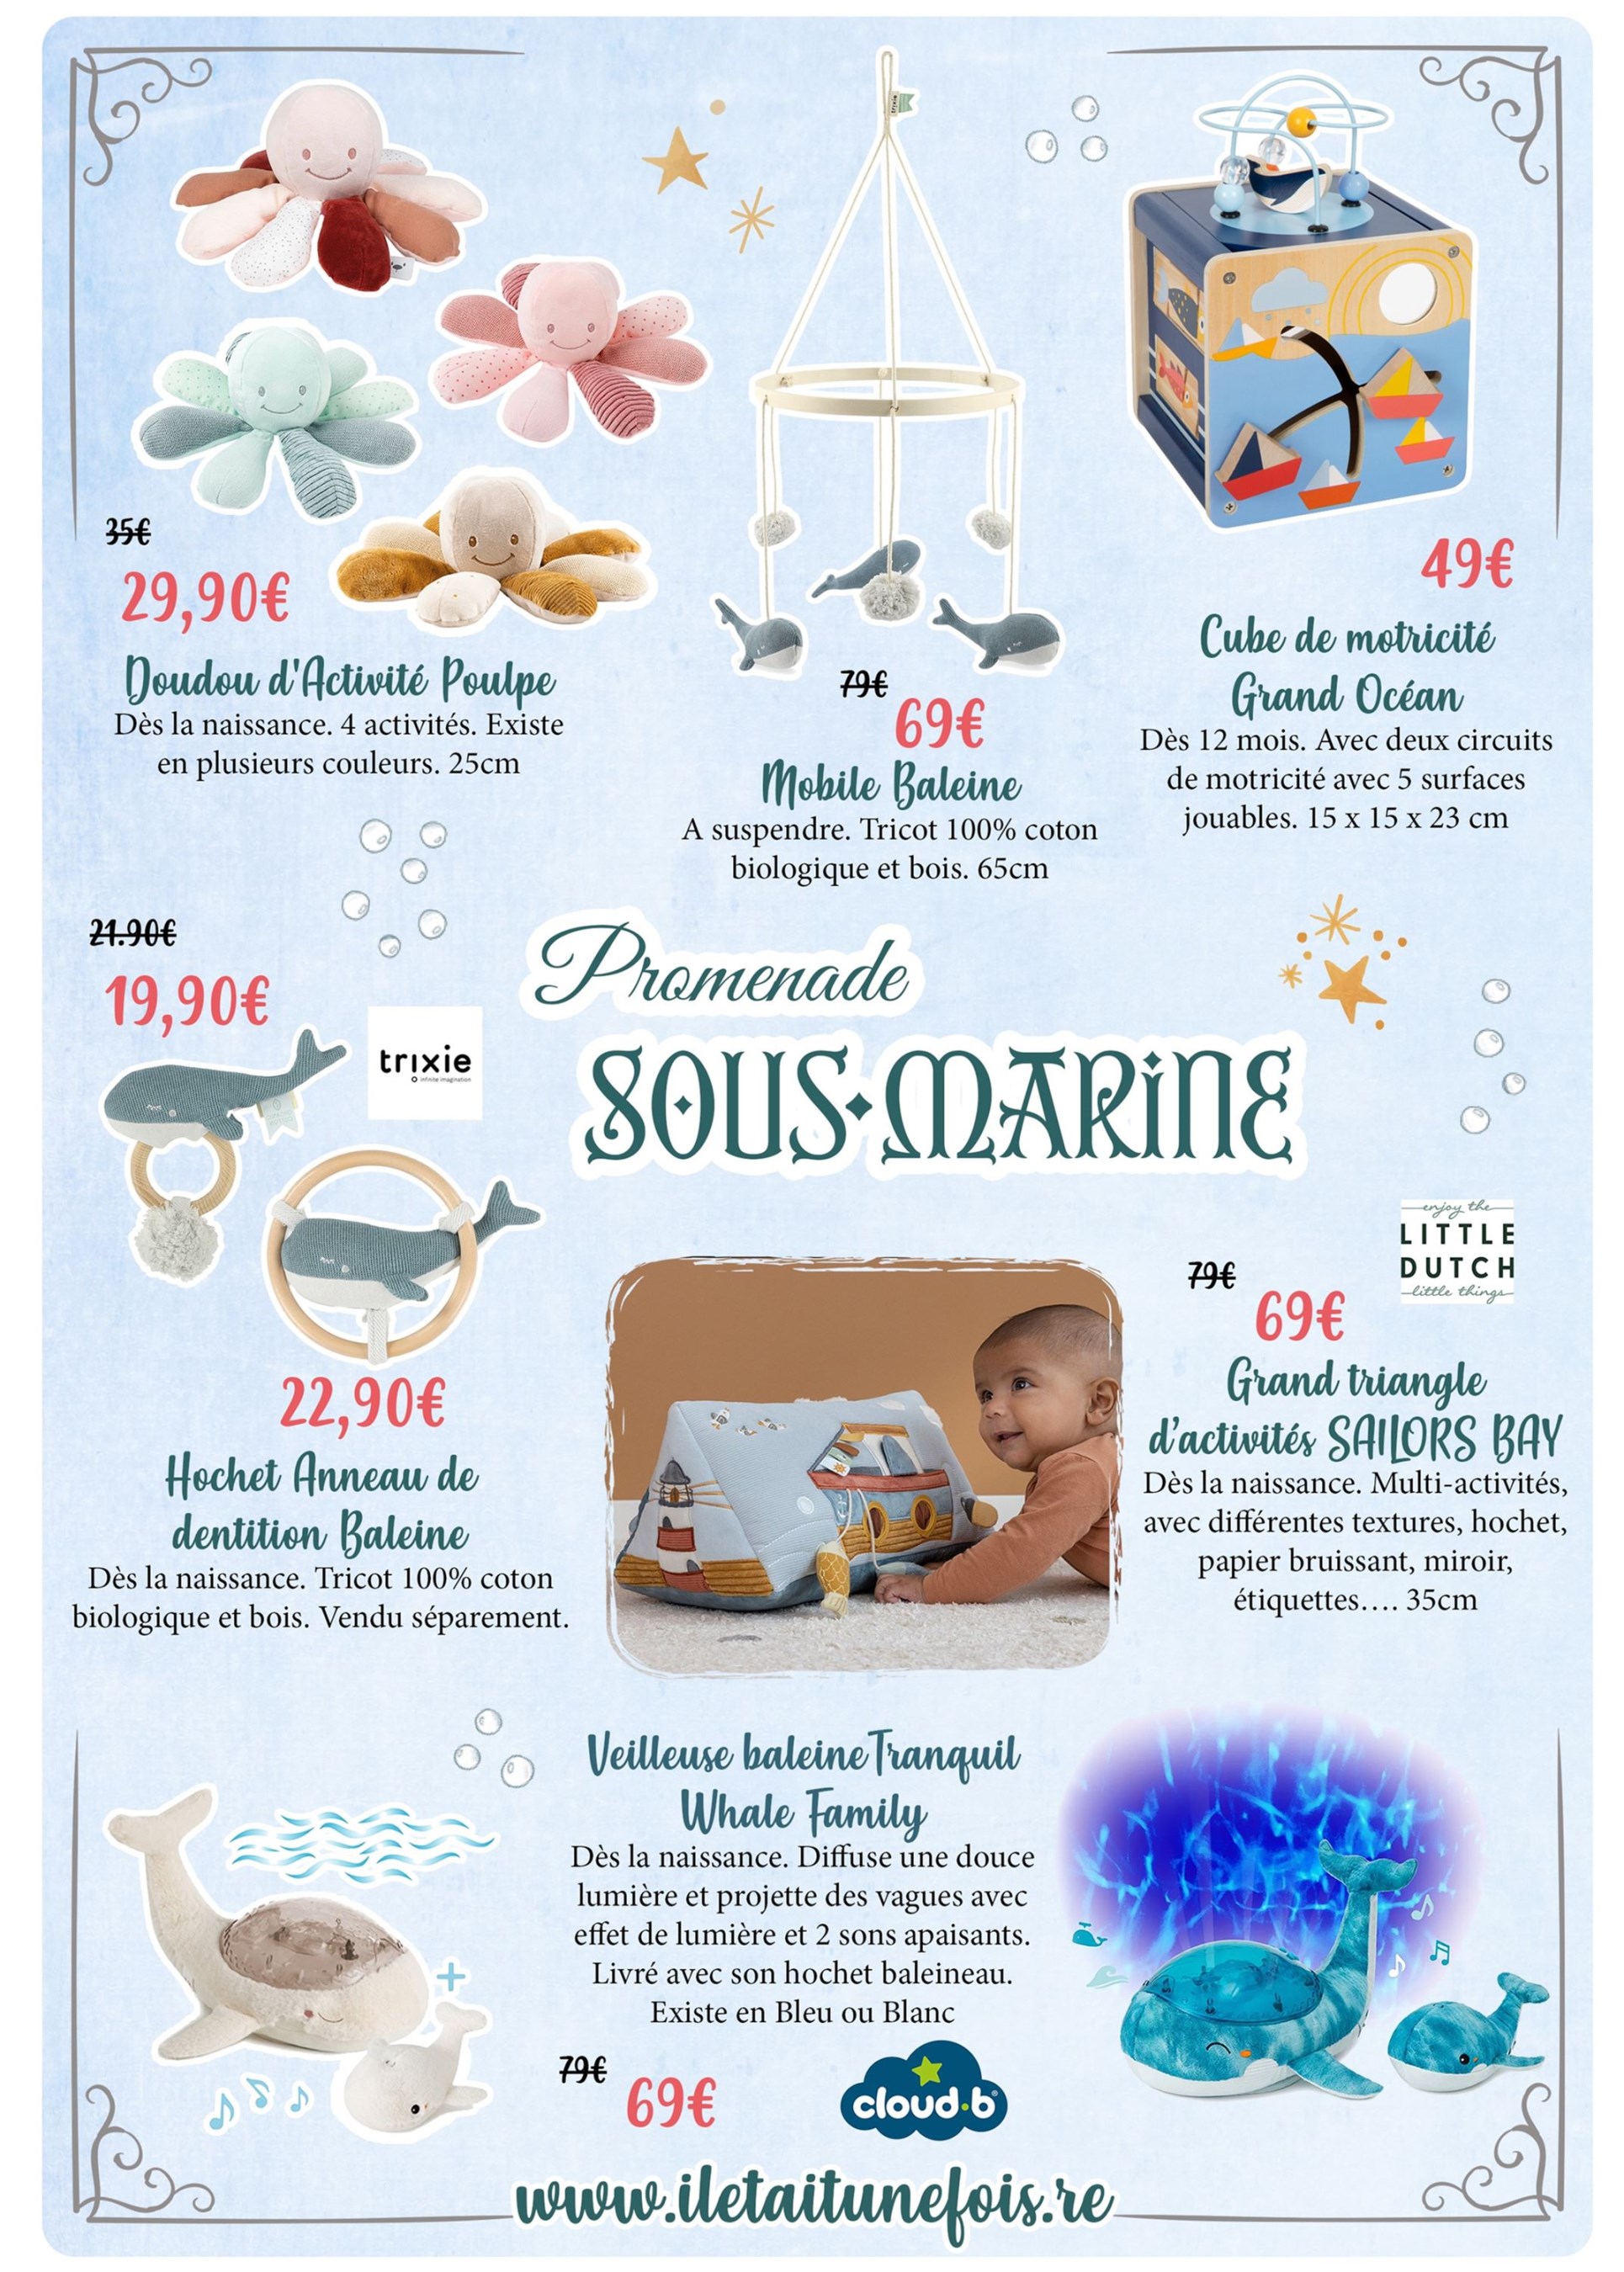 35€
29,90€
Doudou d'Activité Poulpe
Dès la naissance. 4 activités. Existe
en plusieurs couleurs. 25cm
trixie
79€
69€
Mobile Baleine
A suspendre. Tricot 100% coton
biologique et bois. 65cm
49€
Cube de motricité
Grand Océan
Dès 12 mois. Avec deux circuits
de motricité avec 5 surfaces
jouables. 15 x 15 x 23 cm
Promenade
SOUS·MARINE
21.90€
19,90€
trixie
infinite imagination
22,90€
Hochet Anneau de
dentition Baleine
Dès la naissance. Tricot 100% coton
biologique et bois. Vendu séparement.
enjoy the
LITTLE
DUTCH
little things
79€
69€
Grand triangle
d'activités SAILORS BAY
Dès la naissance. Multi-activités,
avec différentes textures, hochet,
papier bruissant, miroir,
étiquettes.... 35cm
Veilleuse baleine Tranquil
Whale Family
Dès la naissance. Diffuse une douce
lumière et projette des vagues avec
effet de lumière et 2 sons apaisants.
Livré avec son hochet baleineau.
Existe en Bleu ou Blanc
79€
69€
cloud·b®
www.iletaitunefois.re